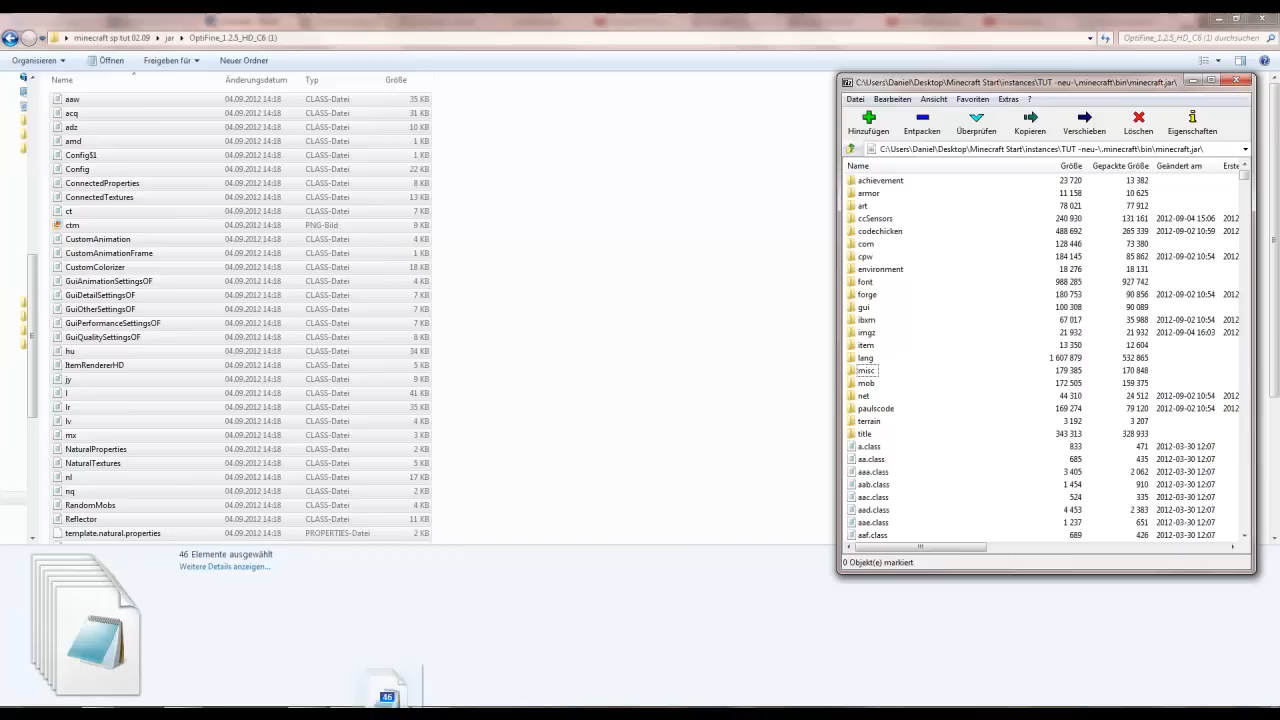 minecraft sp tut 02.09 ▸ jar ▸ OptiFine_1.2.5_HD_C6 (1)
OptiFine_1.2.5_HD_C6 (1) durchsuchen
Organisieren Öffnen Freigeben für Neuer Ordner
Name Änderungsdatum Typ Größe
aaw 04.09.2012 14:18 CLASS-Datei 35 KB
acq 04.09.2012 14:18 CLASS-Datei 31 KB
adz 04.09.2012 14:18 CLASS-Datei 10 KB
amd 04.09.2012 14:18 CLASS-Datei 4 KB
Config$1 04.09.2012 14:18 CLASS-Datei 1 KB
Config 04.09.2012 14:18 CLASS-Datei 22 KB
ConnectedProperties 04.09.2012 14:18 CLASS-Datei 8 KB
ConnectedTextures 04.09.2012 14:18 CLASS-Datei 13 KB
ct 04.09.2012 14:18 CLASS-Datei 7 KB
ctm 04.09.2012 14:18 PNG-Bild 9 KB
CustomAnimation 04.09.2012 14:18 CLASS-Datei 4 KB
CustomAnimationFrame 04.09.2012 14:18 CLASS-Datei 1 KB
CustomColorizer 04.09.2012 14:18 CLASS-Datei 18 KB
GuiAnimationSettingsOF 04.09.2012 14:18 CLASS-Datei 4 KB
GuiDetailSettingsOF 04.09.2012 14:18 CLASS-Datei 7 KB
GuiOtherSettingsOF 04.09.2012 14:18 CLASS-Datei 7 KB
GuiPerformanceSettingsOF 04.09.2012 14:18 CLASS-Datei 7 KB
GuiQualitySettingsOF 04.09.2012 14:18 CLASS-Datei 8 KB
hu 04.09.2012 14:18 CLASS-Datei 34 KB
ItemRendererHD 04.09.2012 14:18 CLASS-Datei 5 KB
jy 04.09.2012 14:18 CLASS-Datei 9 KB
l 04.09.2012 14:18 CLASS-Datei 41 KB
lr 04.09.2012 14:18 CLASS-Datei 35 KB
lv 04.09.2012 14:18 CLASS-Datei 4 KB
mx 04.09.2012 14:18 CLASS-Datei 3 KB
NaturalProperties 04.09.2012 14:18 CLASS-Datei 2 KB
NaturalTextures 04.09.2012 14:18 CLASS-Datei 5 KB
nl 04.09.2012 14:18 CLASS-Datei 17 KB
nq 04.09.2012 14:18 CLASS-Datei 2 KB
RandomMobs 04.09.2012 14:18 CLASS-Datei 4 KB
Reflector 04.09.2012 14:18 CLASS-Datei 11 KB
template.natural.properties 04.09.2012 14:18 PROPERTIES-Datei 2 KB
46 Elemente ausgewählt
Weitere Details anzeigen...
46
C:\Users\Daniel\Desktop\Minecraft Start\instances\TUT -neu-\.minecraft\bin\minecraft.jar\
Datei Bearbeiten Ansicht Favoriten Extras ?
Hinzufügen Entpacken Überprüfen Kopieren Verschieben Löschen Eigenschaften
C:\Users\Daniel\Desktop\Minecraft Start\instances\TUT -neu-\.minecraft\bin\minecraft.jar\
Name Größe Gepackte Größe Geändert am Erste
achievement 23 720 13 382
armor 11 158 10 625
art 78 021 77 912
ccSensors 240 930 131 161 2012-09-04 15:06 2012
codechicken 488 692 265 339 2012-09-02 10:59 2012
com 128 446 73 380
cpw 184 145 85 862 2012-09-02 10:54 2012
environment 18 276 18 131
font 988 285 927 742
forge 180 753 90 856 2012-09-02 10:54 2012
gui 100 308 90 089
ibxm 67 017 35 988 2012-09-02 10:54 2012
imgz 21 932 21 932 2012-09-04 16:03 2012
item 13 350 12 604
lang 1 607 879 532 865
misc 179 385 170 848
mob 172 505 159 375
net 44 310 24 512 2012-09-02 10:54 2012
paulscode 169 274 79 120 2012-09-02 10:54 2012
terrain 3 192 3 207
title 343 313 328 933
a.class 833 471 2012-03-30 12:07
aa.class 685 435 2012-03-30 12:07
aaa.class 3 405 2 062 2012-03-30 12:07
aab.class 1 454 910 2012-03-30 12:07
aac.class 524 335 2012-03-30 12:07
aad.class 4 453 2 383 2012-03-30 12:07
aae.class 1 237 651 2012-03-30 12:07
aaf.class 689 426 2012-03-30 12:07
0 Objekt(e) markiert